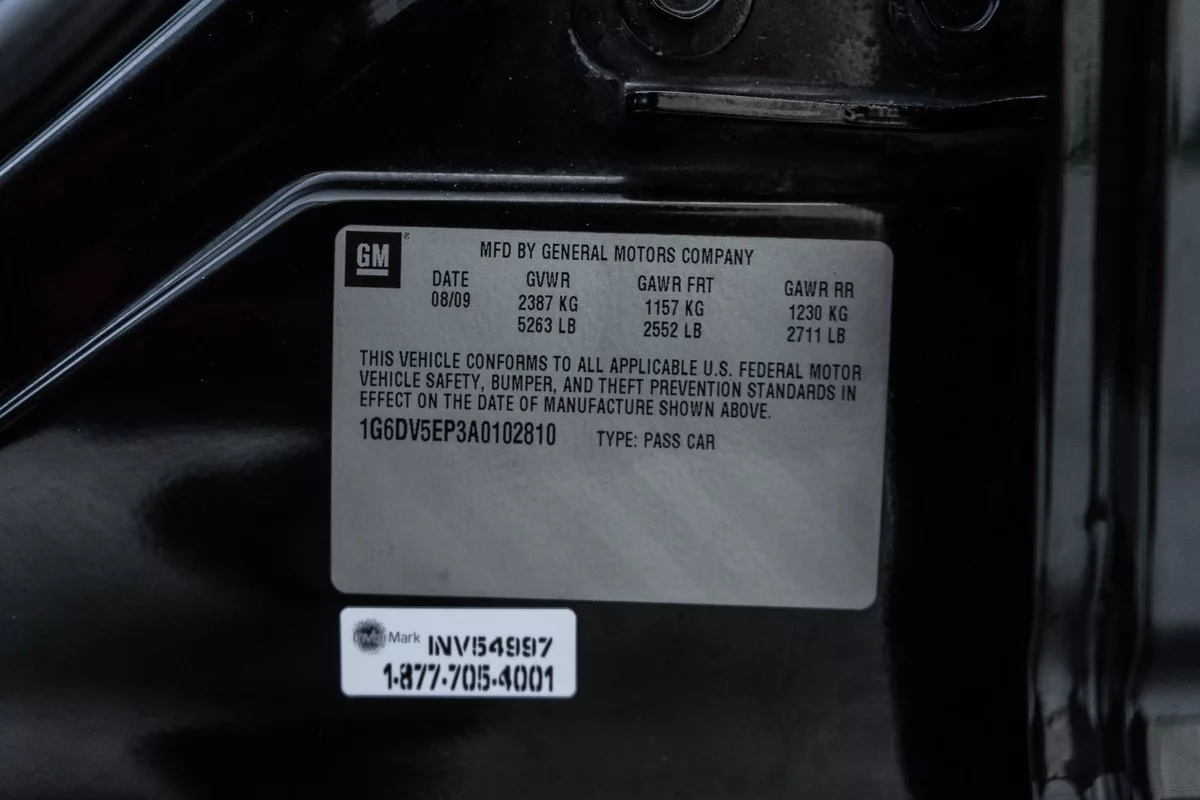 GM ®
MFD BY GENERAL MOTORS COMPANY
DATE GVWR GAWR FRT GAWR RR
08/09 2387 KG 1157 KG 1230 KG
5263 LB 2552 LB 2711 LB
THIS VEHICLE CONFORMS TO ALL APPLICABLE U.S. FEDERAL MOTOR
VEHICLE SAFETY, BUMPER, AND THEFT PREVENTION STANDARDS IN
EFFECT ON THE DATE OF MANUFACTURE SHOWN ABOVE.
1G6DV5EP3A0102810 TYPE: PASS CAR
Mark INV54997
1-877-705-4001